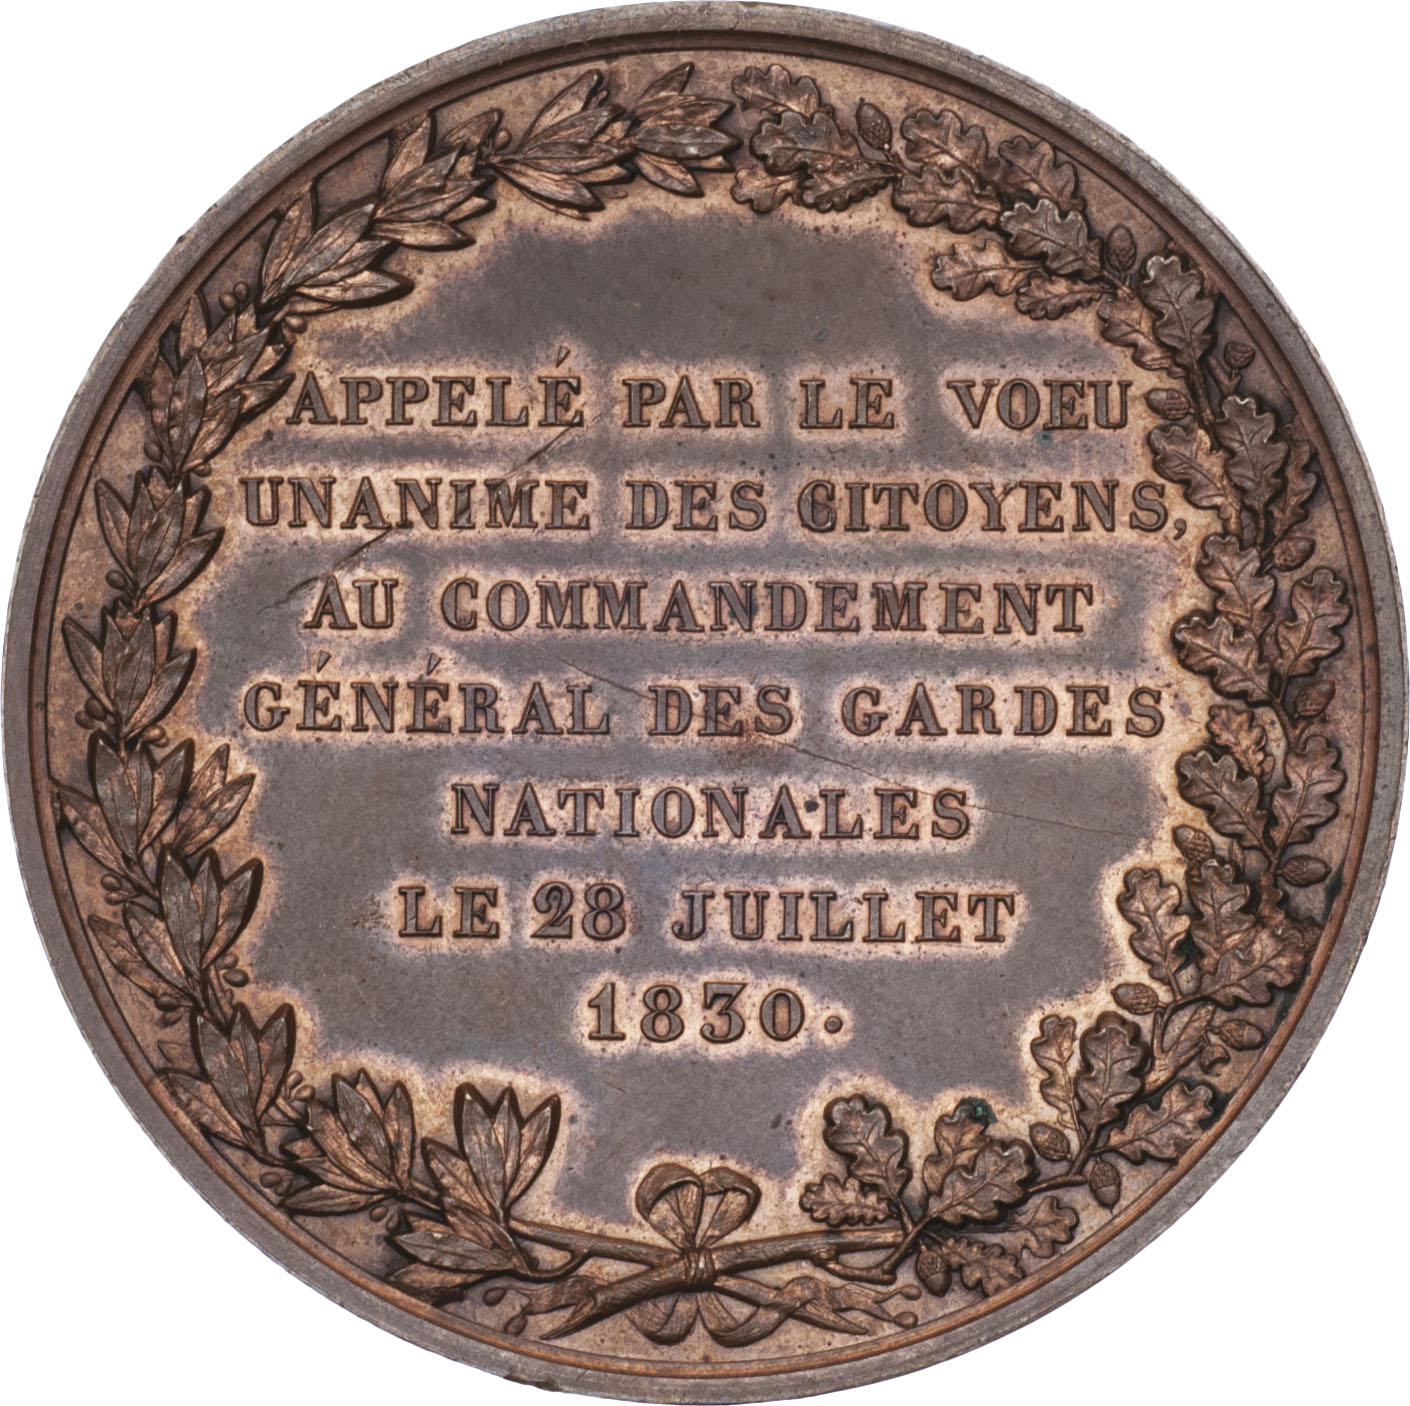 APPELÉ PAR LE VOEU
UNANIME DES CITOYENS,
AU COMMANDEMENT
GÉNÉRAL DES GARDES
NATIONALES
LE 28 JUILLET
1830.